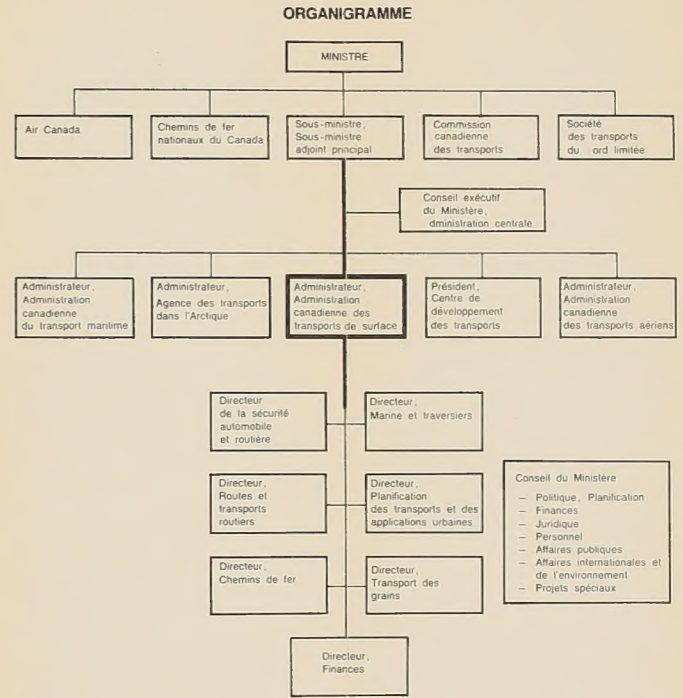 ORGANIGRAMME
MINISTRE
Air Canada
Chemins de fer
nationaux du Canada
Sous-ministre,
Sous-ministre
adjoint principal
Commission
canadienne
des transports
Société
des transports
du ord limitée
Conseil exécutif
du Ministère,
dministration centrale
Administrateur,
Administration
canadienne
du transport maritime
Administrateur,
Agence des transports
dans l'Arctique
Administrateur,
Administration
canadienne des
transports de surface
Président,
Centre de
développement
des transports
Administrateur,
Administration
canadienne
des transports aériens
Directeur
de la sécurité
automobile
et routière
Directeur,
Marine et traversiers
Directeur,
Routes et
transports
routiers
Directeur,
Planification
des transports et des
applications urbaines
Directeur,
Chemins de fer
Directeur,
Transport des
grains
Directeur,
Finances
Conseil du Ministère
– Politique, Planification
– Finances
– Juridique
– Personnel
– Affaires publiques
– Affaires internationales et
de l'environnement
– Projets spéciaux